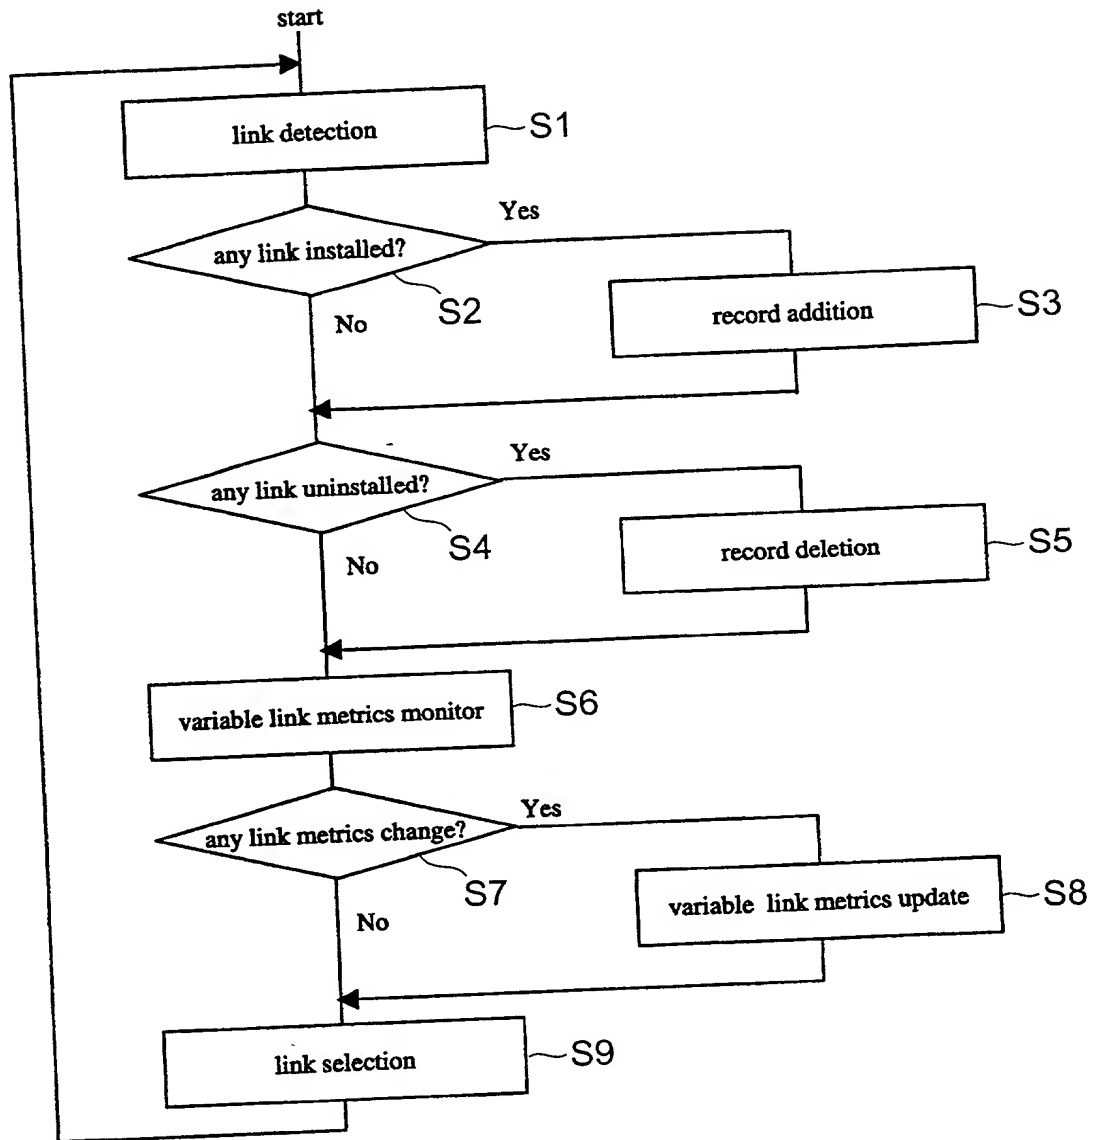 start
link detection
S1
any link installed?
Yes
S2
No
record addition
S3
any link uninstalled?
Yes
S4
No
record deletion
S5
variable link metrics monitor
S6
any link metrics change?
Yes
S7
No
variable link metrics update
S8
link selection
S9